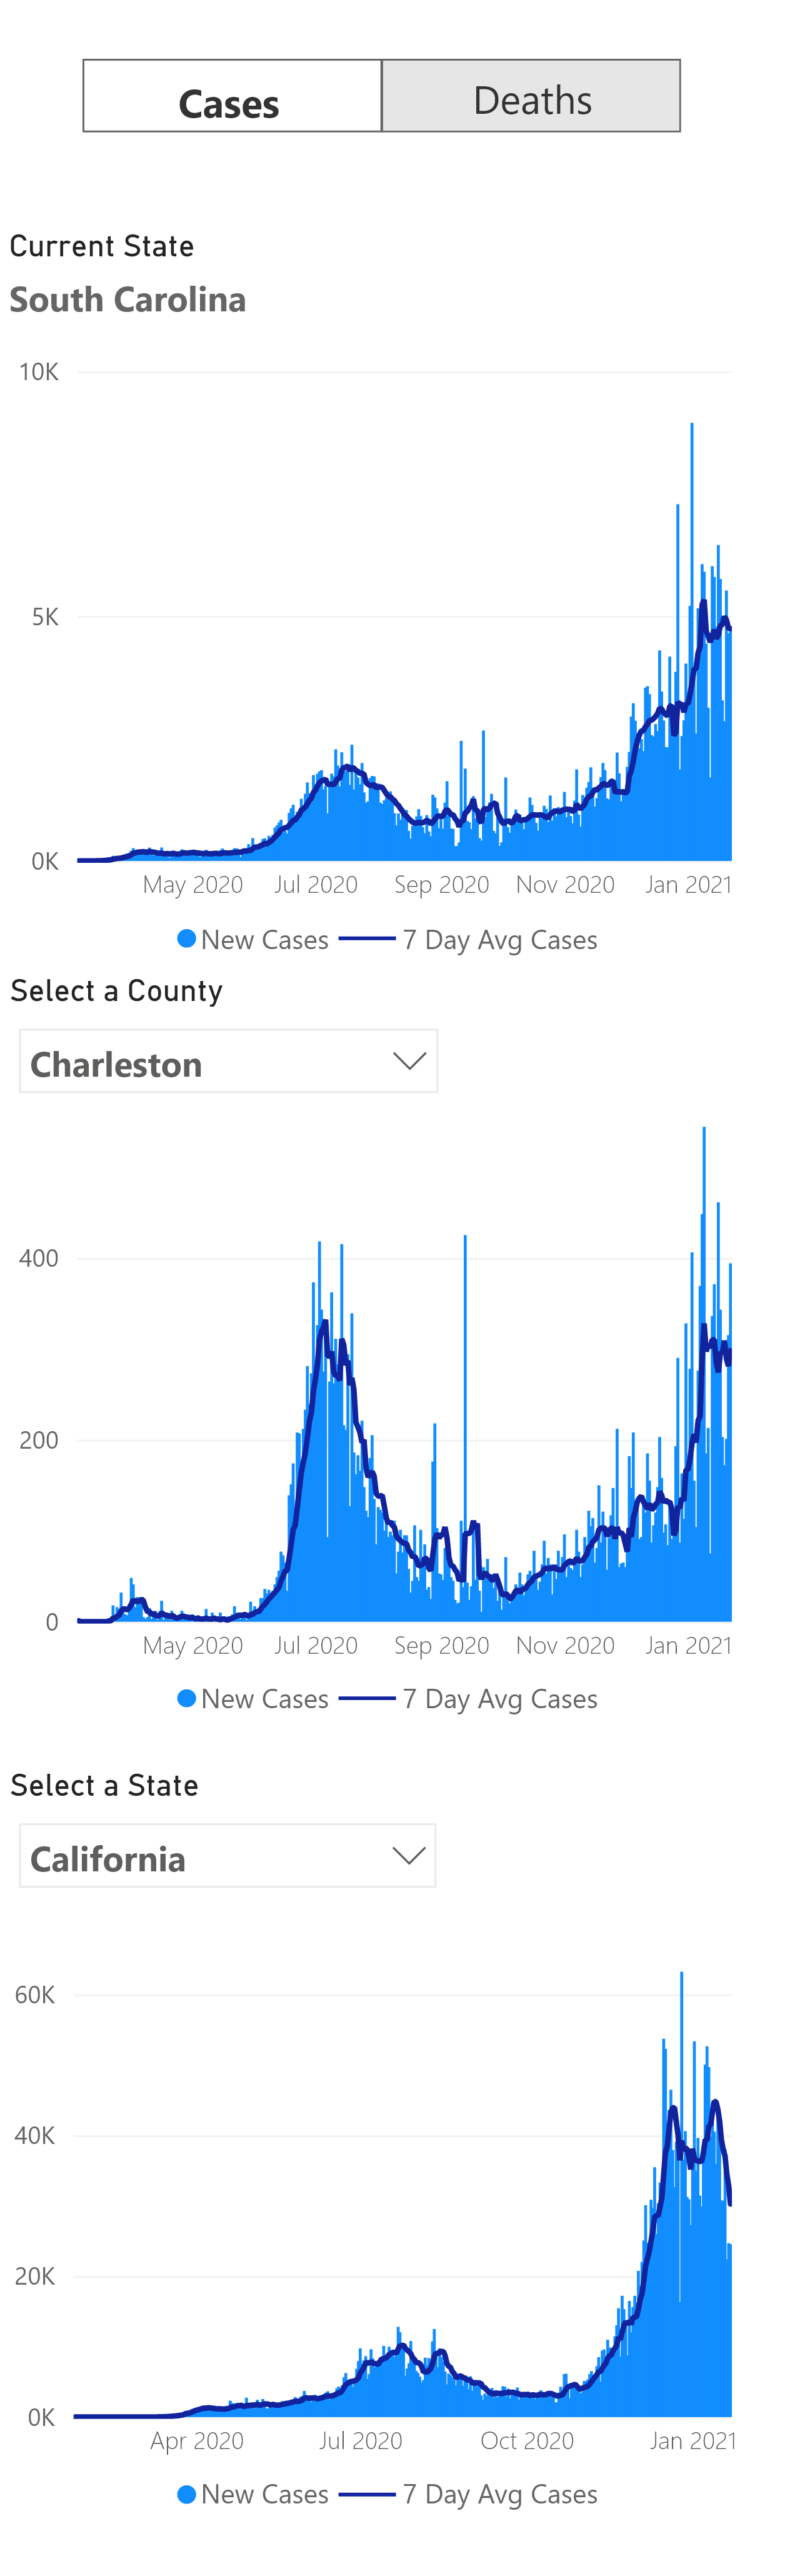 Cases Deaths
Current State
South Carolina
10K
5K
0K
May 2020 Jul 2020 Sep 2020 Nov 2020 Jan 2021
New Cases 7 Day Avg Cases
Select a County
Charleston
400
200
0
May 2020 Jul 2020 Sep 2020 Nov 2020 Jan 2021
New Cases 7 Day Avg Cases
Select a State
California
60K
40K
20K
0K
Apr 2020 Jul 2020 Oct 2020 Jan 2021
New Cases 7 Day Avg Cases